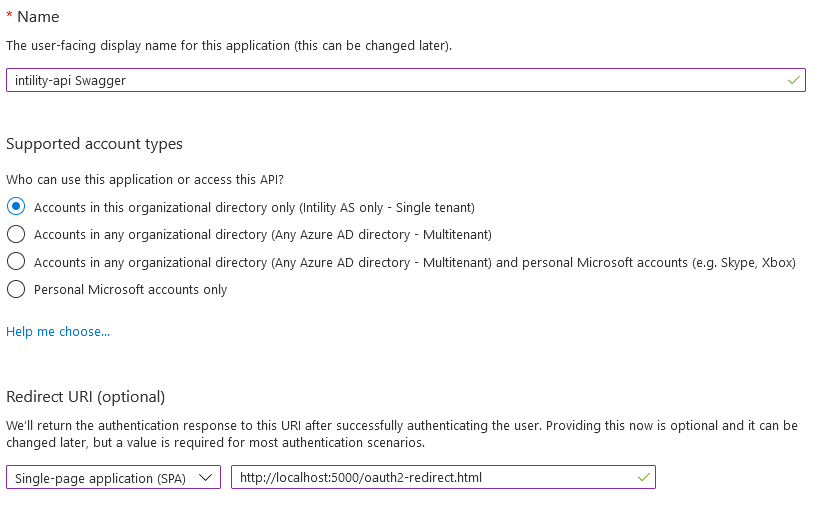 * Name
The user-facing display name for this application (this can be changed later).
intility-api Swagger
Supported account types
Who can use this application or access this API?
Accounts in this organizational directory only (Intility AS only - Single tenant)
Accounts in any organizational directory (Any Azure AD directory - Multitenant)
Accounts in any organizational directory (Any Azure AD directory - Multitenant) and personal Microsoft accounts (e.g. Skype, Xbox)
Personal Microsoft accounts only
Help me choose...
Redirect URI (optional)
We'll return the authentication response to this URI after successfully authenticating the user. Providing this now is optional and it can be
changed later, but a value is required for most authentication scenarios.
Single-page application (SPA) http://localhost:5000/oauth2-redirect.html